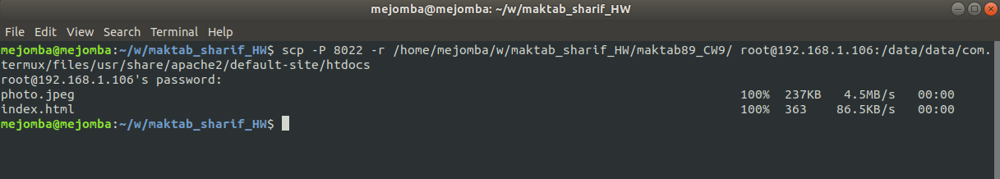 mejomba@mejomba: ~/w/maktab_sharif_HW
File Edit View Search Terminal Help
mejomba@mejomba:~/w/maktab_sharif_HW$ scp -P 8022 -r /home/mejomba/w/maktab_sharif_HW/maktab89_CW9/ root@192.168.1.106:/data/data/com.
termux/files/usr/share/apache2/default-site/htdocs
root@192.168.1.106's password:
photo.jpeg 100% 237KB 4.5MB/s 00:00
index.html 100% 363 86.5KB/s 00:00
mejomba@mejomba:~/w/maktab_sharif_HW$